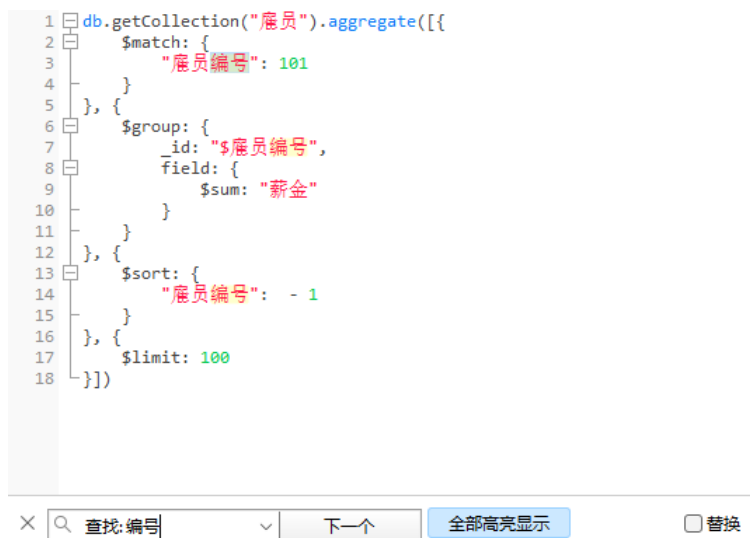 1 db.getCollection("雇员").aggregate([{
2 $match: {
3 "雇员编号": 101
4 }
5 }, {
6 $group: {
7 _id: "$雇员编号",
8 field: {
9 $sum: "薪金"
10 }
11 }
12 }, {
13 $sort: {
14 "雇员编号": - 1
15 }
16 }, {
17 $limit: 100
18 }])
查找: 编号 下一个 全部高亮显示 替换